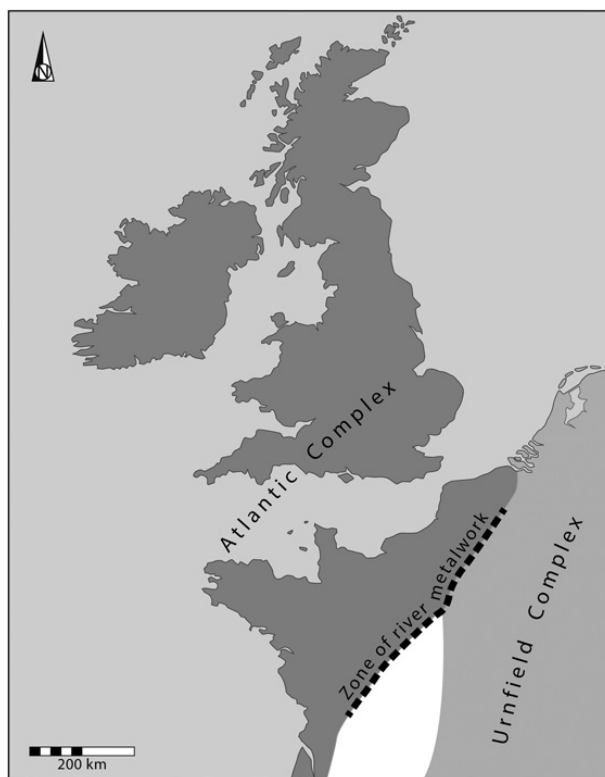 N
Atlantic Complex
Zone of river metalwork
Urnfield Complex
200 km